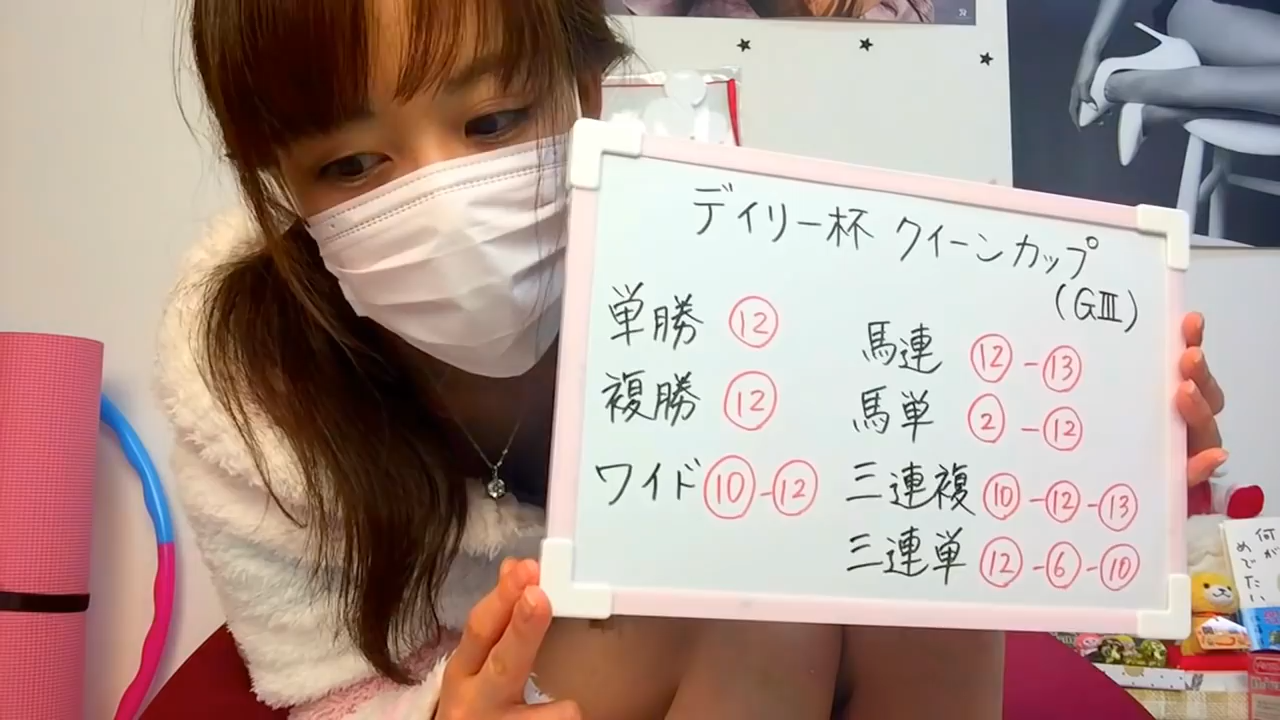 デイリー杯 クイーンカップ
(GⅢ)
単勝 ⑫
複勝 ⑫
ワイド ⑩-⑫
馬連 ⑫-⑬
馬単 ②-⑫
三連複 ⑩-⑫-⑬
三連単 ⑫-⑥-⑩
何が
めでたい